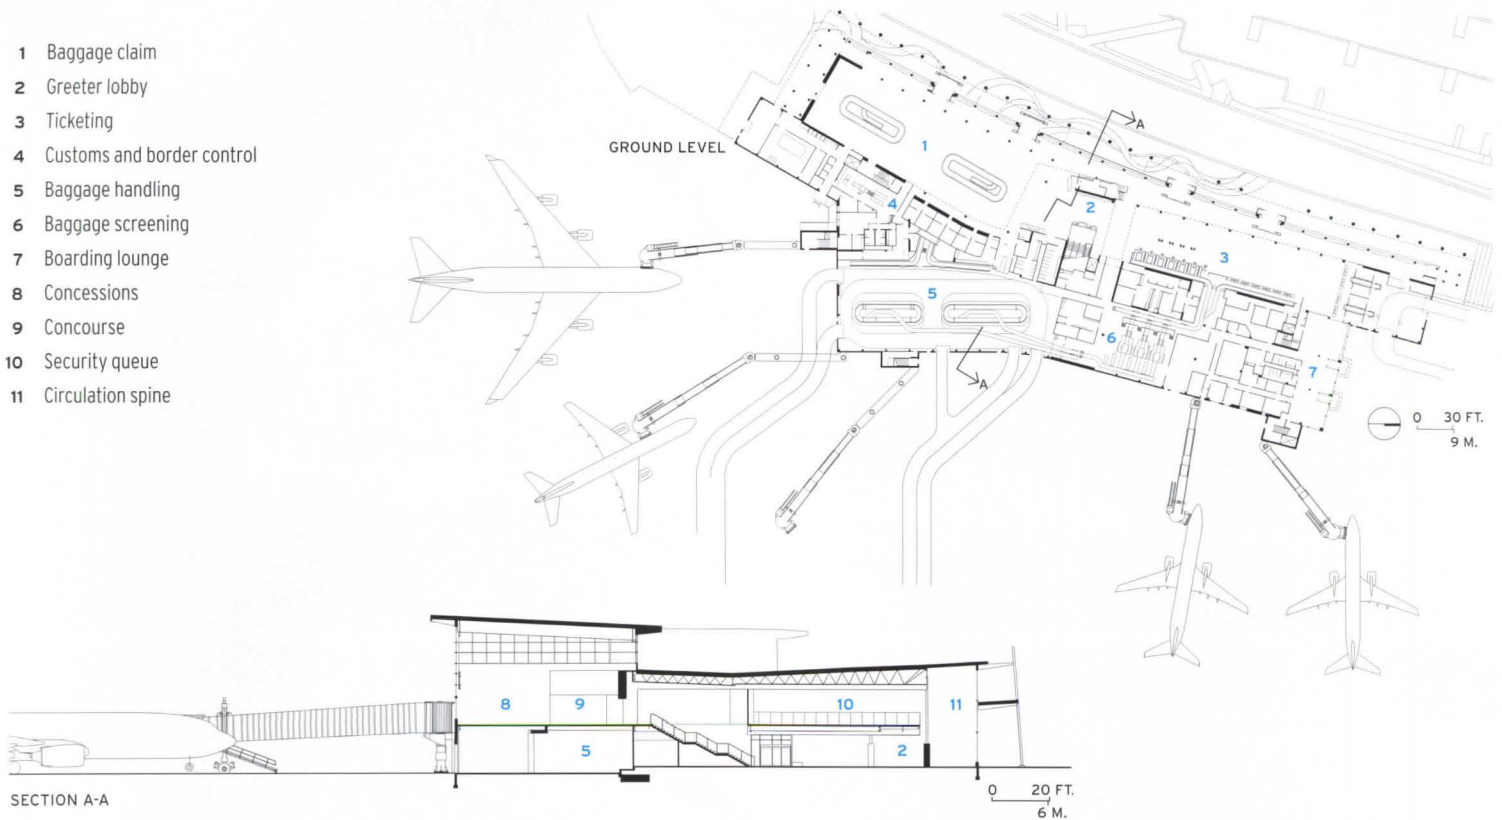 1 Baggage claim
2 Greeter lobby
3 Ticketing
4 Customs and border control
5 Baggage handling
6 Baggage screening
7 Boarding lounge
8 Concessions
9 Concourse
10 Security queue
11 Circulation spine
GROUND LEVEL
A
1
4
2
3
5
6
A
7
0 30 FT.
9 M.
8
9
10
11
5
2
SECTION A-A
0 20 FT.
6 M.